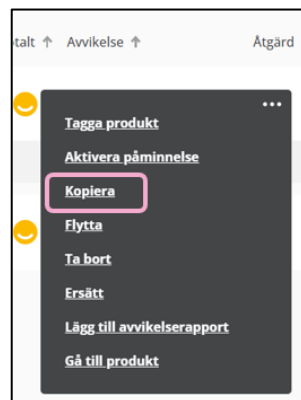 talt ↑ Avvikelse ↑ Åtgärd
Tagga produkt
Aktivera påminnelse
Kopiera
Flytta
Ta bort
Ersätt
Lägg till avvikelserapport
Gå till produkt